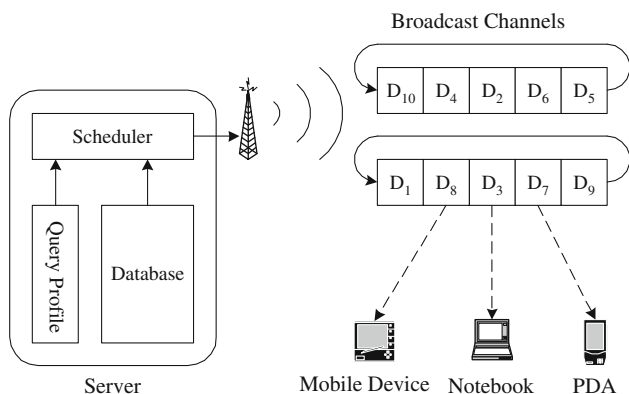 Broadcast Channels
D10 D4 D2 D6 D5
Scheduler
D1 D8 D3 D7 D9
Query Profile
Database
Server
Mobile Device Notebook PDA